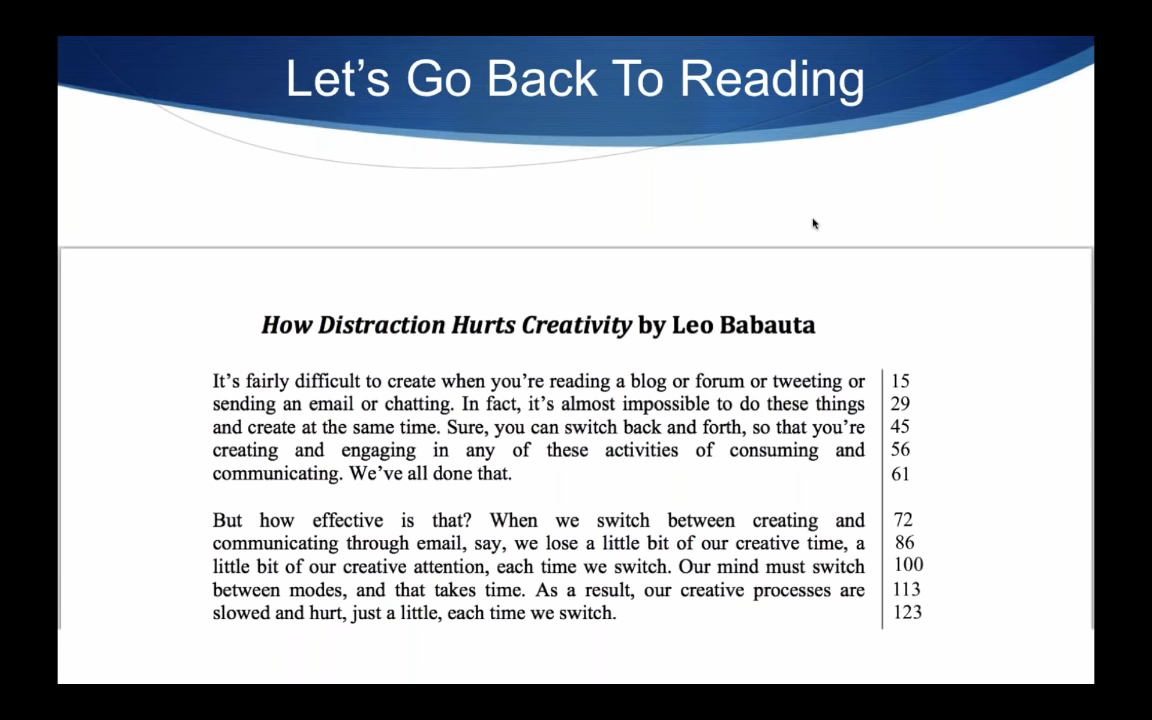 Let's Go Back To Reading
How Distraction Hurts Creativity by Leo Babauta
It's fairly difficult to create when you're reading a blog or forum or tweeting or 15
sending an email or chatting. In fact, it's almost impossible to do these things 29
and create at the same time. Sure, you can switch back and forth, so that you're 45
creating and engaging in any of these activities of consuming and 56
communicating. We've all done that. 61
But how effective is that? When we switch between creating and 72
communicating through email, say, we lose a little bit of our creative time, a 86
little bit of our creative attention, each time we switch. Our mind must switch 100
between modes, and that takes time. As a result, our creative processes are 113
slowed and hurt, just a little, each time we switch. 123